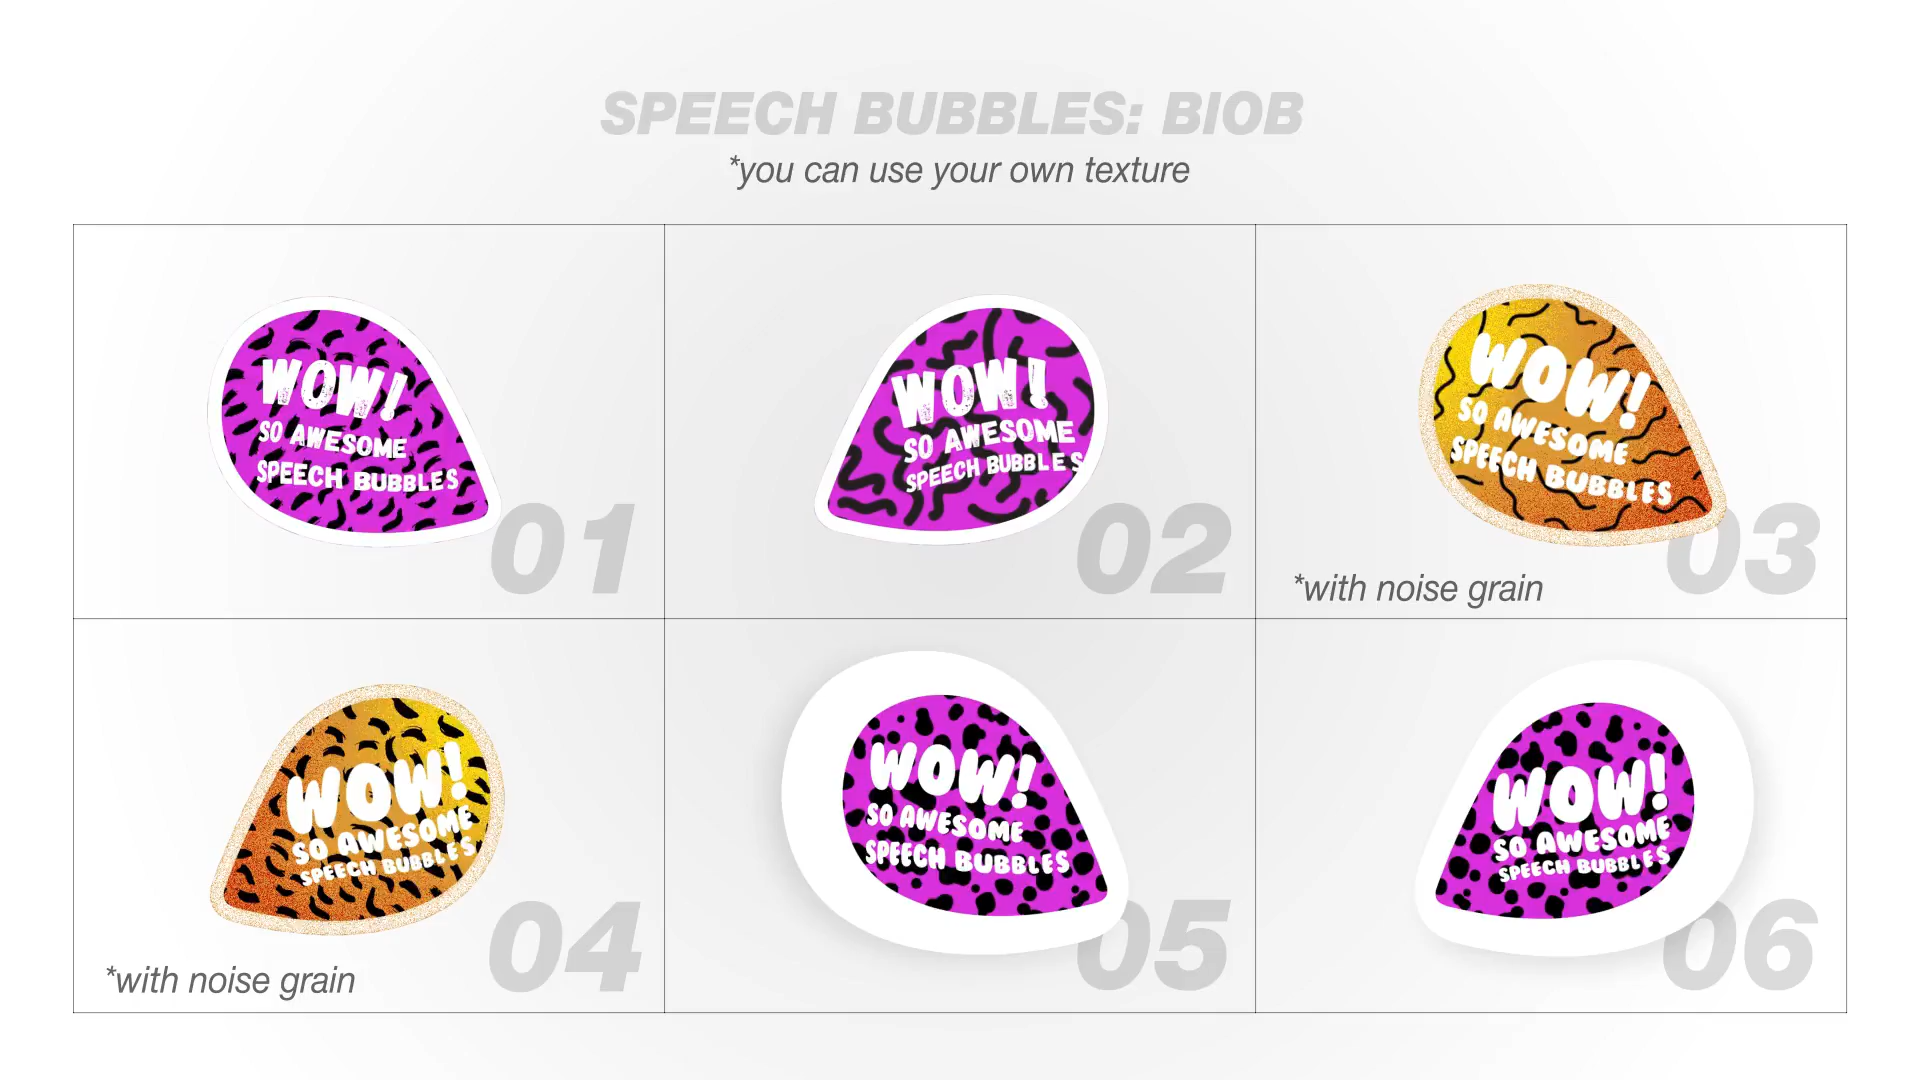 SPEECH BUBBLES: BIOB
*you can use your own texture
WOW!
SO AWESOME
SPEECH BUBBLES
01
WOW!
SO AWESOME
SPEECH BUBBLES
02
WOW!
SO AWESOME
SPEECH BUBBLES
*with noise grain
03
WOW!
SO AWESOME
SPEECH BUBBLES
*with noise grain
04
WOW!
SO AWESOME
SPEECH BUBBLES
05
WOW!
SO AWESOME
SPEECH BUBBLES
06